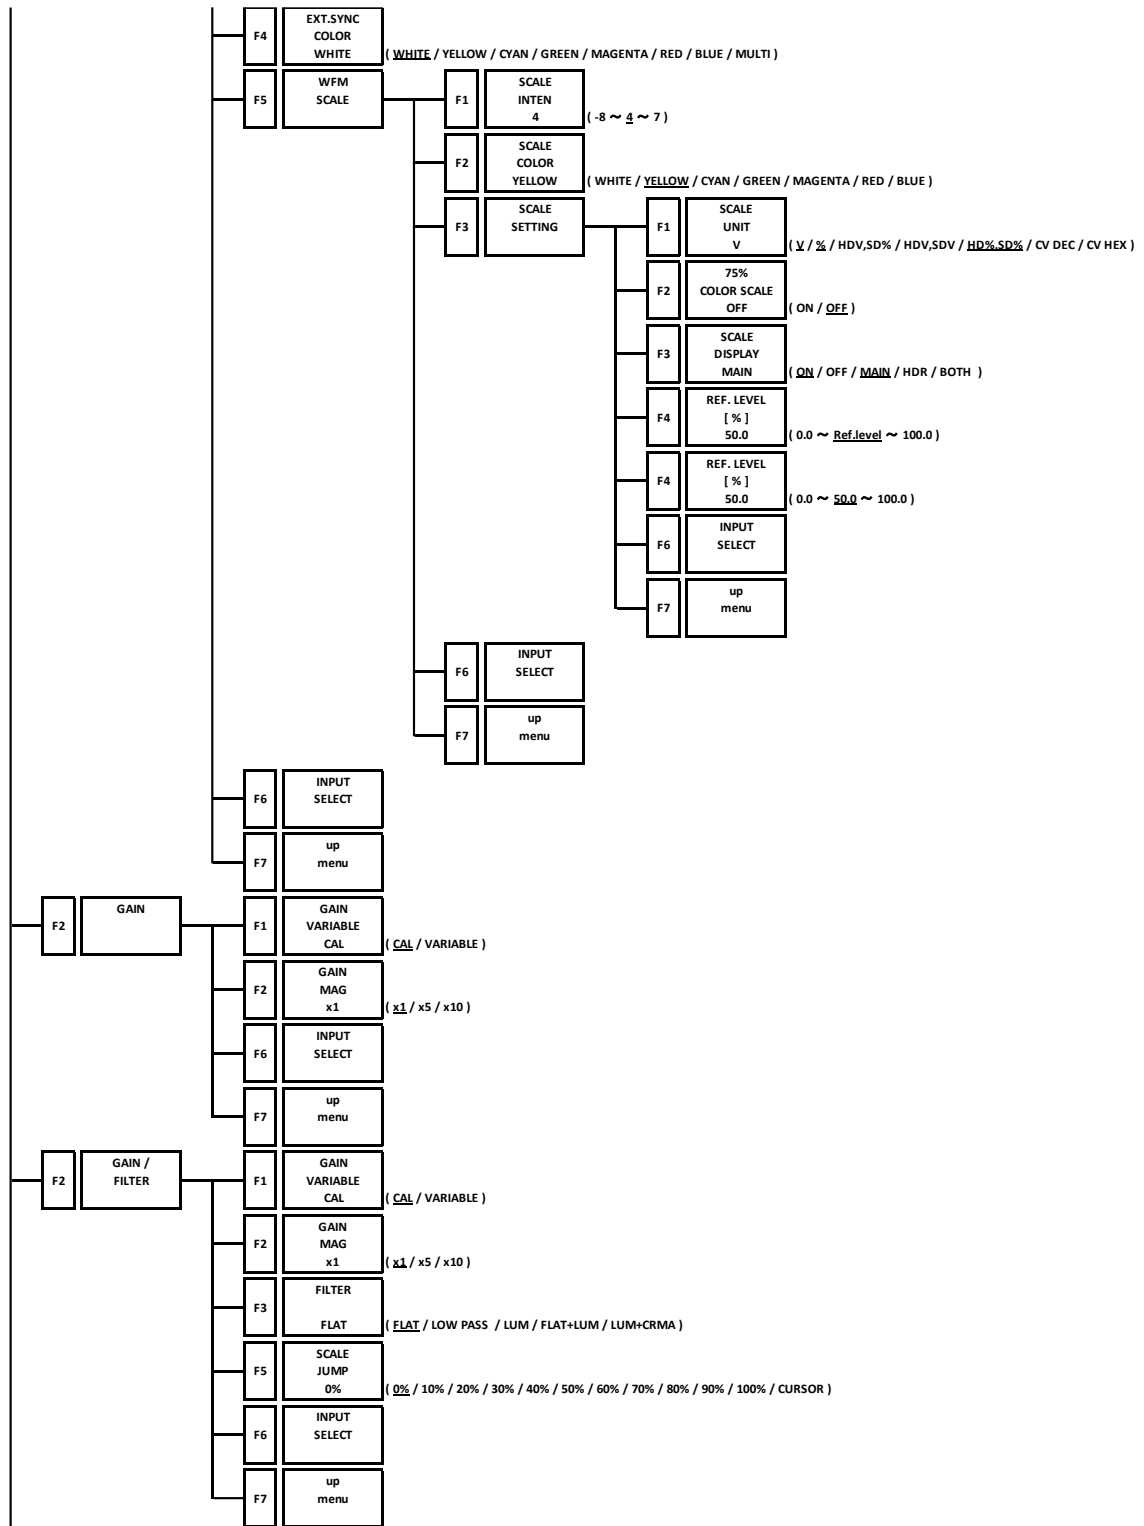 F4
EXT.SYNC
COLOR
WHITE
( WHITE / YELLOW / CYAN / GREEN / MAGENTA / RED / BLUE / MULTI )
F5
WFM
SCALE
F1
SCALE
INTEN
4
( -8 ～ 4 ～ 7 )
F2
SCALE
COLOR
YELLOW
( WHITE / YELLOW / CYAN / GREEN / MAGENTA / RED / BLUE )
F3
SCALE
SETTING
F1
SCALE
UNIT
V
( V / % / HDV,SD% / HDV,SDV / HD%.SD% / CV DEC / CV HEX )
F2
75%
COLOR SCALE
OFF
( ON / OFF )
F3
SCALE
DISPLAY
MAIN
( ON / OFF / MAIN / HDR / BOTH )
F4
REF. LEVEL
[ % ]
50.0
( 0.0 ～ Ref.level ～ 100.0 )
F4
REF. LEVEL
[ % ]
50.0
( 0.0 ～ 50.0 ～ 100.0 )
F6
INPUT
SELECT
F7
up
menu
F6
INPUT
SELECT
F7
up
menu
F6
INPUT
SELECT
F7
up
menu
F2
GAIN
F1
GAIN
VARIABLE
CAL
( CAL / VARIABLE )
F2
GAIN
MAG
x1
( x1 / x5 / x10 )
F6
INPUT
SELECT
F7
up
menu
F2
GAIN /
FILTER
F1
GAIN
VARIABLE
CAL
( CAL / VARIABLE )
F2
GAIN
MAG
x1
( x1 / x5 / x10 )
F3
FILTER
FLAT
( FLAT / LOW PASS / LUM / FLAT+LUM / LUM+CRMA )
F5
SCALE
JUMP
0%
( 0% / 10% / 20% / 30% / 40% / 50% / 60% / 70% / 80% / 90% / 100% / CURSOR )
F6
INPUT
SELECT
F7
up
menu